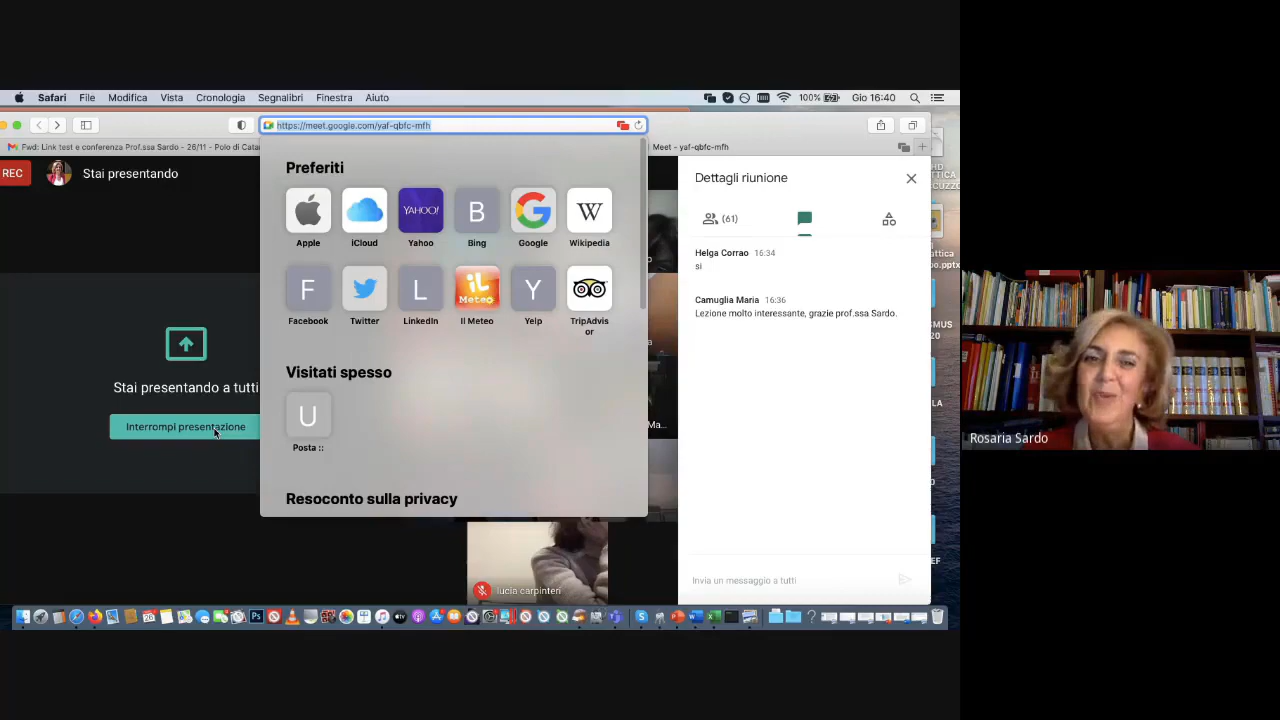 Safari File Modifica Vista Cronologia Segnalibri Finestra Aiuto 100% Gio 16:40
https://meet.google.com/yaf-qbfc-mfh
Fwd: Link test e conferenza Prof.ssa Sardo - 26/11 - Polo di Cata
Meet - yaf-qbfc-mfh
REC
Stai presentando
Preferiti
YAHOO!
B
W
Apple
iCloud
Yahoo
Bing
Google
Wikipedia
F
L
iL
Meteo
Y
Facebook
Twitter
LinkedIn
Il Meteo
Yelp
TripAdvis
or
Visitati spesso
U
Posta ::
Resoconto sulla privacy
Stai presentando a tutti
Interrompi presentazione
Ma...
lucia carpinteri
Dettagli riunione
(61)
Helga Corrao 16:34
si
Camuglia Maria 16:36
Lezione molto interessante, grazie prof.ssa Sardo.
Invia un messaggio a tutti
Rosaria Sardo